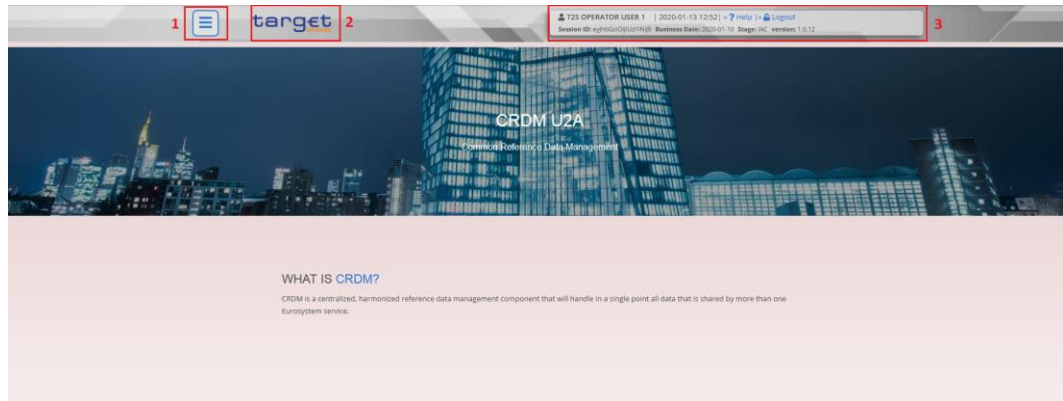 1
target
services
2
T2S OPERATOR USER 1 | 2020-01-13 12:52| » ? Help |» Logout
Session ID: Business Date: 2020-01-10 Stage: IAC version: 1.0.12
3
CRDM U2A
Common Reference Data Management
WHAT IS CRDM?
CRDM is a centralized, harmonized reference data management component that will handle in a single point all data that is shared by more than one
Eurosystem service.